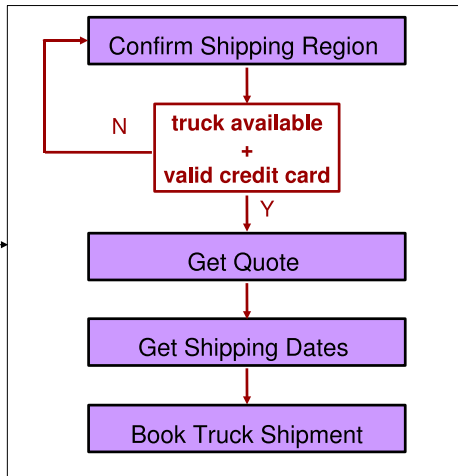 Confirm Shipping Region
N
truck available
+
valid credit card
Y
Get Quote
Get Shipping Dates
Book Truck Shipment